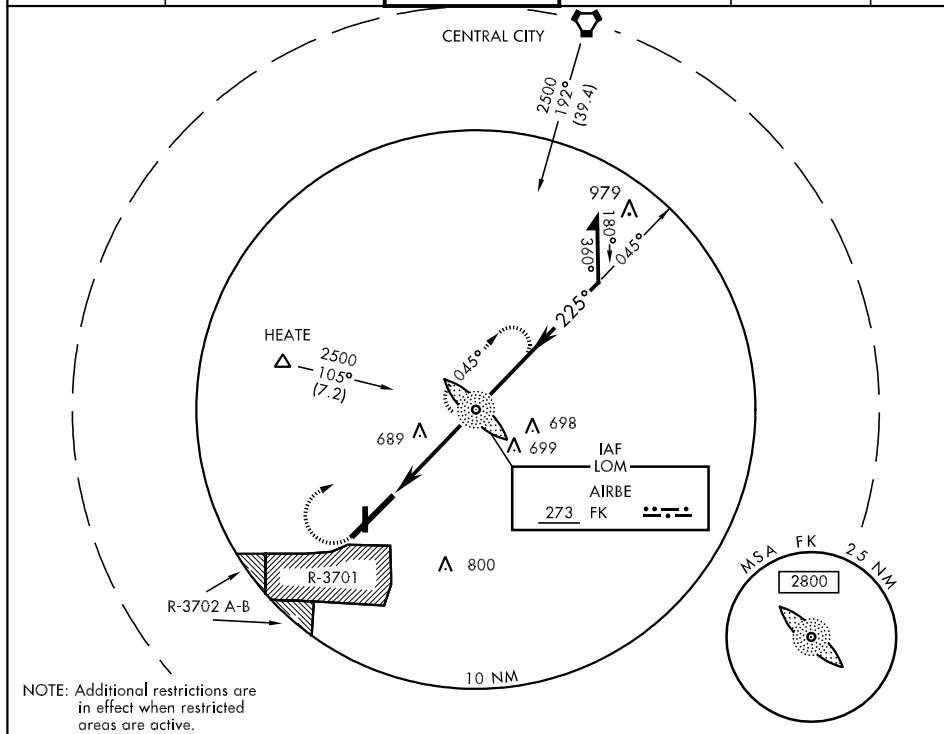 CENTRAL CITY
2500
192°
(39.4)
979
180°
360°
045°
225°
HEATE
2500
105°
(7.2)
045°
689
698
699
IAF
LOM
AIRBE
273 FK
800
R-3701
R-3702 A-B
MSA FK 25 NM
2800
10 NM
NOTE: Additional restrictions are
in effect when restricted
areas are active.